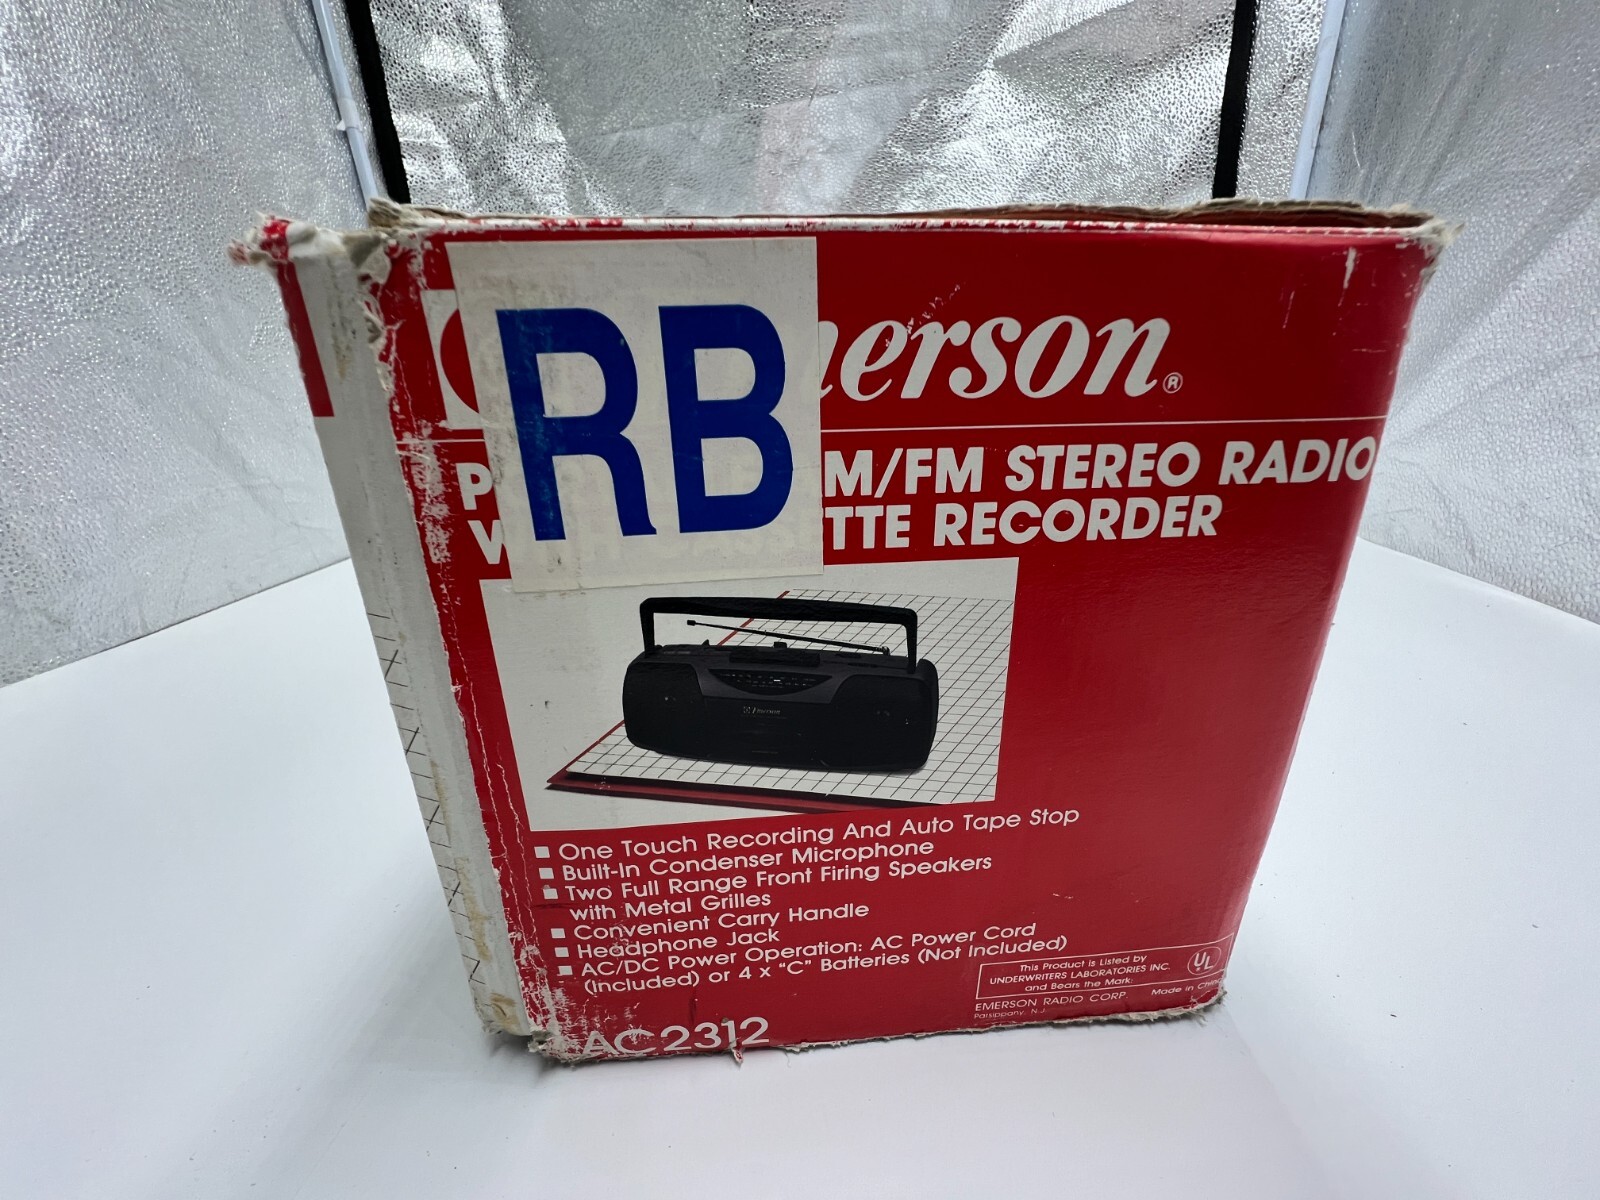 RB
merson®
P M/FM STEREO RADIO
W TTE RECORDER
Emerson
One Touch Recording And Auto Tape Stop
Built-In Condenser Microphone
Two Full Range Front Firing Speakers
with Metal Grilles
Convenient Carry Handle
Headphone Jack
AC/DC Power Operation: AC Power Cord
(Included) or 4 x "C" Batteries (Not Included)
This Product is Listed by
UNDERWRITERS LABORATORIES INC.
and Bears the Mark:
UL
EMERSON RADIO CORP. Made in China
Parsippany, N.J.
AC2312